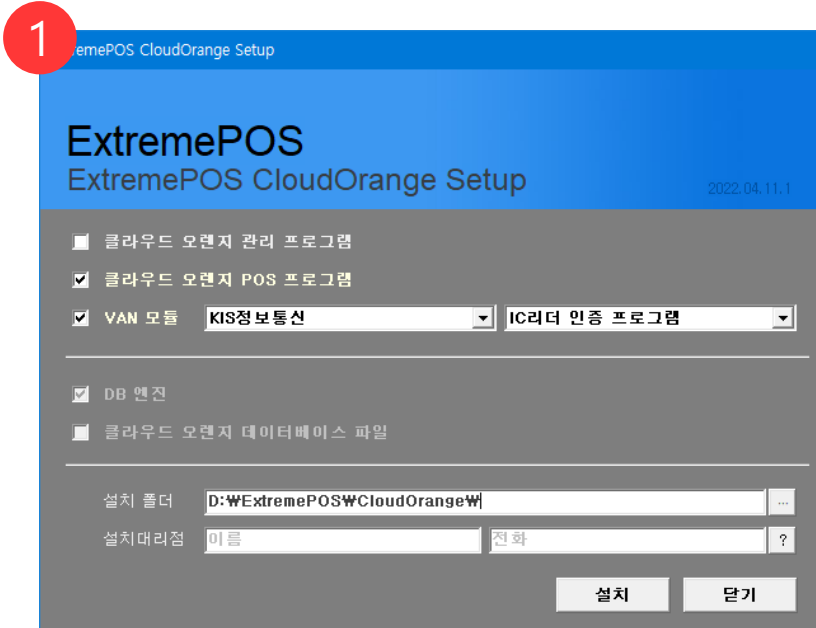 1
emePOS CloudOrange Setup
ExtremePOS
ExtremePOS CloudOrange Setup
2022.04.11.1
클라우드 오렌지 관리 프로그램
클라우드 오렌지 POS 프로그램
VAN 모듈 KIS정보통신 IC리더 인증 프로그램
DB 엔진
클라우드 오렌지 데이터베이스 파일
설치 폴더 D:₩ExtremePOS₩CloudOrange₩ ...
설치대리점 이름 전화 ?
설치 닫기